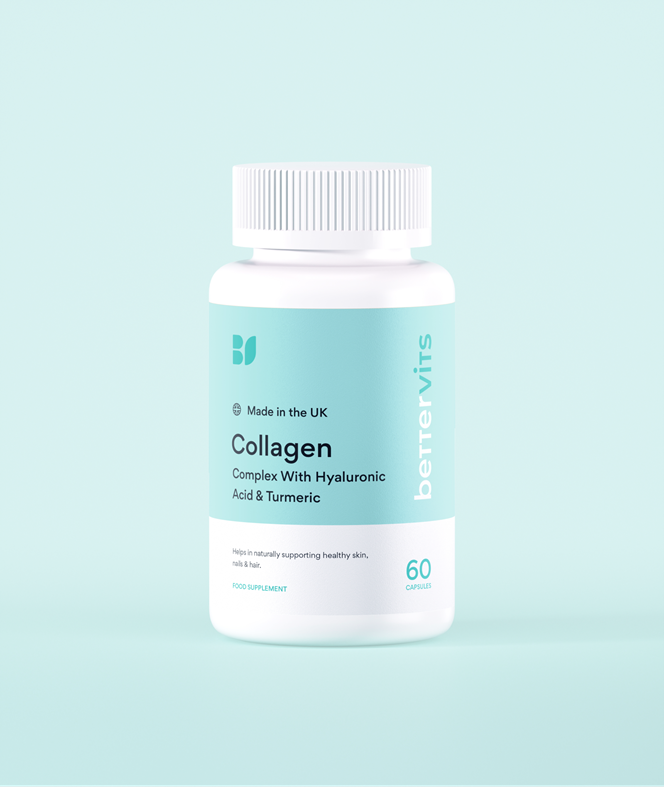 Made in the UK
Collagen
Complex With Hyaluronic
Acid & Turmeric
Helps in naturally supporting healthy skin,
nails & hair.
FOOD SUPPLEMENT
60
CAPSULES
betterviTs